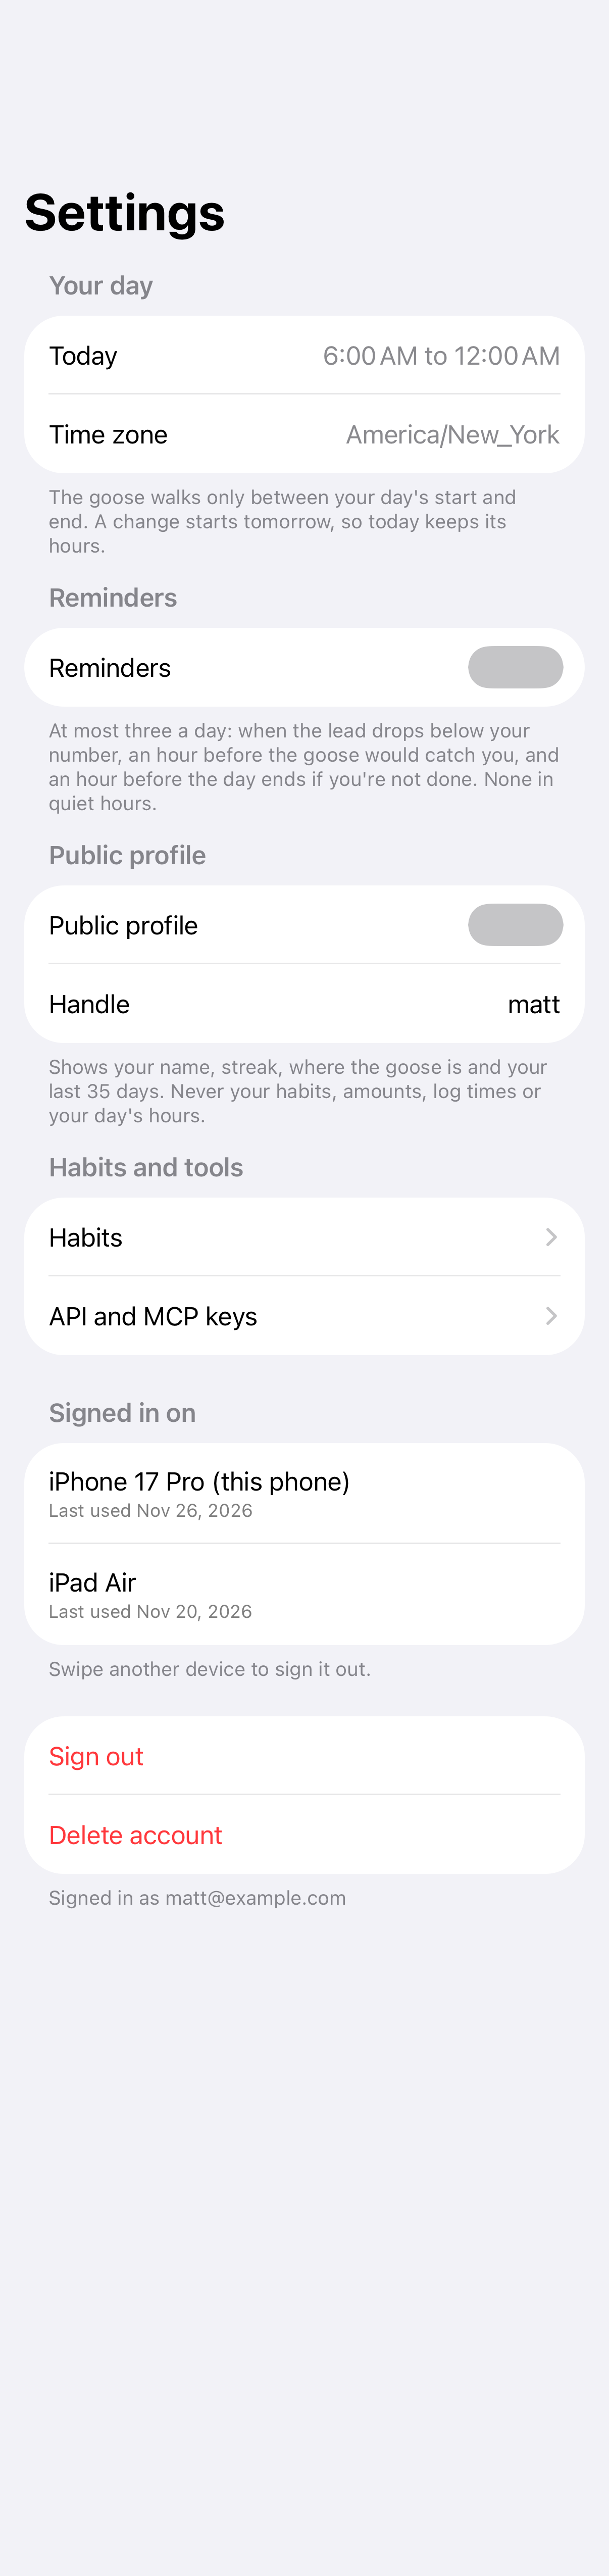 Settings
Your day
Today 6:00 AM to 12:00 AM
Time zone America/New_York
The goose walks only between your day's start and
end. A change starts tomorrow, so today keeps its
hours.
Reminders
Reminders
At most three a day: when the lead drops below your
number, an hour before the goose would catch you, and
an hour before the day ends if you're not done. None in
quiet hours.
Public profile
Public profile
Handle matt
Shows your name, streak, where the goose is and your
last 35 days. Never your habits, amounts, log times or
your day's hours.
Habits and tools
Habits
API and MCP keys
Signed in on
iPhone 17 Pro (this phone)
Last used Nov 26, 2026
iPad Air
Last used Nov 20, 2026
Swipe another device to sign it out.
Sign out
Delete account
Signed in as matt@example.com